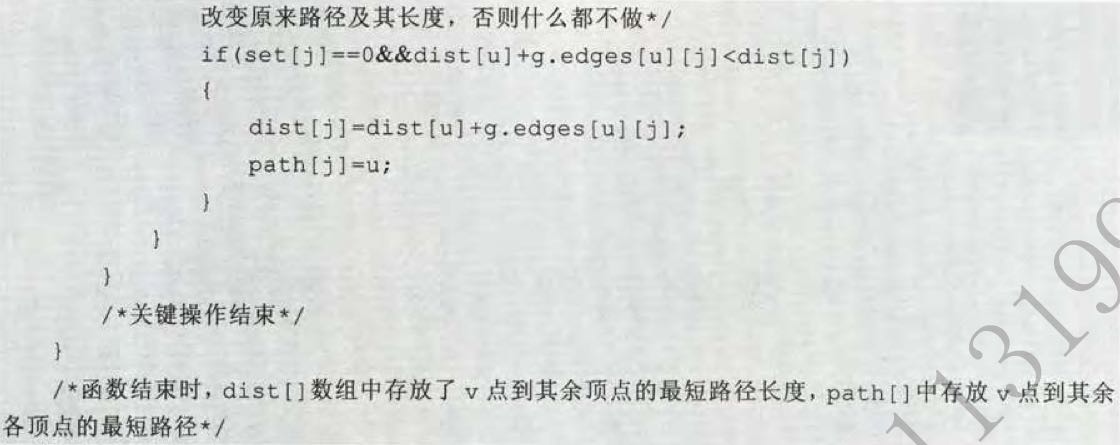 改变原来路径及其长度，否则什么都不做*/
if(set[j]==0&&dist[u]+g.edges[u][j]<dist[j])
{
dist[j]=dist[u]+g.edges[u][j];
path[j]=u;
}
}
}
/*关键操作结束*/
}
/*函数结束时，dist[]数组中存放了 v 点到其余顶点的最短路径长度，path[]中存放 v 点到其余
各顶点的最短路径*/